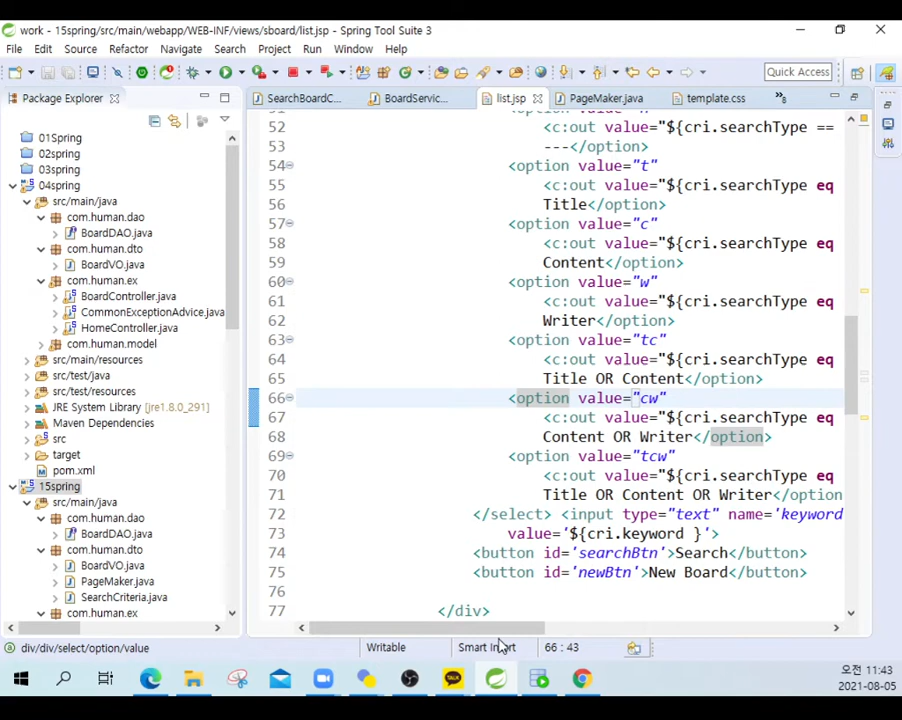 work - 15spring/src/main/webapp/WEB-INF/views/sboard/list.jsp - Spring Tool Suite 3
File Edit Source Refactor Navigate Search Project Run Window Help
Quick Access
Package Explorer
SearchBoardC... BoardServic... list.jsp PageMaker.java template.css »8
01Spring
02spring
03spring
04spring
src/main/java
com.human.dao
BoardDAO.java
com.human.dto
BoardVO.java
com.human.ex
BoardController.java
CommonExceptionAdvice.java
HomeController.java
com.human.model
src/main/resources
src/test/java
src/test/resources
JRE System Library [jre1.8.0_291]
Maven Dependencies
src
target
pom.xml
15spring
src/main/java
com.human.dao
BoardDAO.java
com.human.dto
BoardVO.java
PageMaker.java
SearchCriteria.java
com.human.ex
52 <c:out value="${cri.searchType ==
53 ---</option>
54 <option value="t"
55 <c:out value="${cri.searchType eq
56 Title</option>
57 <option value="c"
58 <c:out value="${cri.searchType eq
59 Content</option>
60 <option value="w"
61 <c:out value="${cri.searchType eq
62 Writer</option>
63 <option value="tc"
64 <c:out value="${cri.searchType eq
65 Title OR Content</option>
66 <option value="cw"
67 <c:out value="${cri.searchType eq
68 Content OR Writer</option>
69 <option value="tcw"
70 <c:out value="${cri.searchType eq
71 Title OR Content OR Writer</option
72 </select> <input type="text" name='keyword
73 value='${cri.keyword }'>
74 <button id='searchBtn'>Search</button>
75 <button id='newBtn'>New Board</button>
76
77 </div>
div/div/select/option/value
Writable
Smart Insert
66 : 43
TALK
오전 11:43
2021-08-05